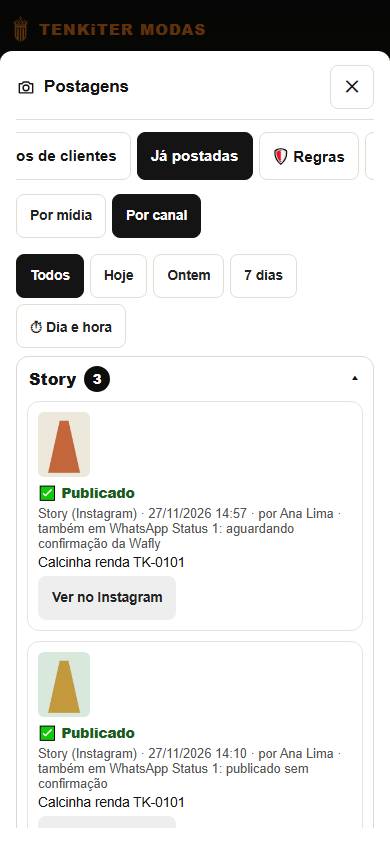 TENKiTER MODAS
Postagens
os de clientes
Já postadas
Regras
Por mídia
Por canal
Todos
Hoje
Ontem
7 dias
Dia e hora
Story 3
Publicado
Story (Instagram) · 27/11/2026 14:57 · por Ana Lima ·
também em WhatsApp Status 1: aguardando
confirmação da Wafly
Calcinha renda TK-0101
Ver no Instagram
Publicado
Story (Instagram) · 27/11/2026 14:10 · por Ana Lima ·
também em WhatsApp Status 1: publicado sem
confirmação
Calcinha renda TK-0101